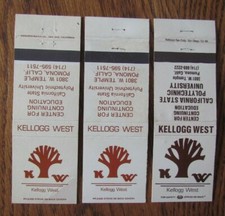 3801 W. TEMPLE
POMONA, CALIF
(714) 595-7511
California State
Polytechnic University
CENTER FOR
CONTINUING
EDUCATION
KELLOGG WEST
K W
Kellogg West
3801 W. TEMPLE
POMONA, CALIF
(714) 595-7511
California State
Polytechnic University
CENTER FOR
CONTINUING
EDUCATION
KELLOGG WEST
K W
Kellogg West
3801 W. Temple
Pomona, Calif.
CALIFORNIA STATE
POLYTECHNIC
UNIVERSITY
CENTER FOR
CONTINUING
EDUCATION
KELLOGG WEST
K W
Kellogg West